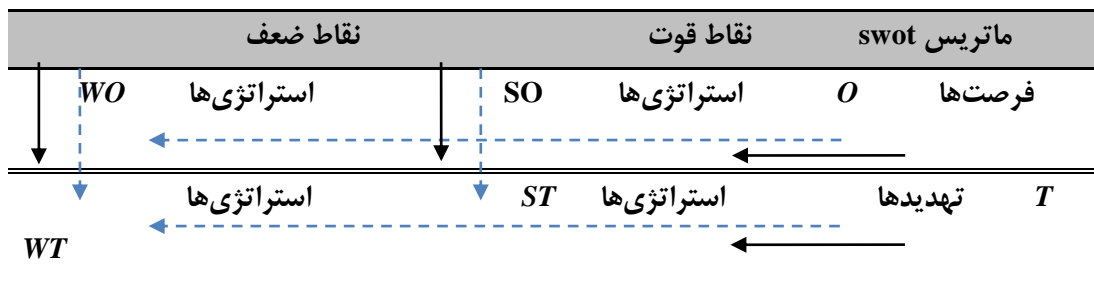 ماتریس swot نقاط قوت نقاط ضعف
فرصت‌ها O استراتژی‌ها SO استراتژی‌ها WO
T تهدیدها استراتژی‌ها ST استراتژی‌ها
WT